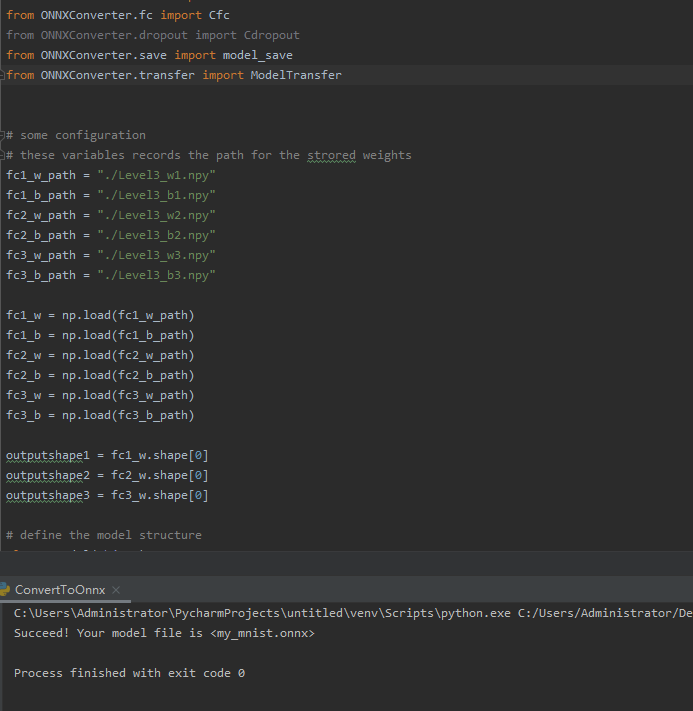 from ONNXConverter.fc import Cfc
from ONNXConverter.dropout import Cdropout
from ONNXConverter.save import model_save
from ONNXConverter.transfer import ModelTransfer
# some configuration
# these variables records the path for the strored weights
fc1_w_path = "./Level3_w1.npy"
fc1_b_path = "./Level3_b1.npy"
fc2_w_path = "./Level3_w2.npy"
fc2_b_path = "./Level3_b2.npy"
fc3_w_path = "./Level3_w3.npy"
fc3_b_path = "./Level3_b3.npy"
fc1_w = np.load(fc1_w_path)
fc1_b = np.load(fc1_b_path)
fc2_w = np.load(fc2_w_path)
fc2_b = np.load(fc2_b_path)
fc3_w = np.load(fc3_w_path)
fc3_b = np.load(fc3_b_path)
outputshape1 = fc1_w.shape[0]
outputshape2 = fc2_w.shape[0]
outputshape3 = fc3_w.shape[0]
# define the model structure
ConvertToOnnx
C:\Users\Administrator\PycharmProjects\untitled\venv\Scripts\python.exe C:/Users/Administrator/De
Succeed! Your model file is <my_mnist.onnx>
Process finished with exit code 0